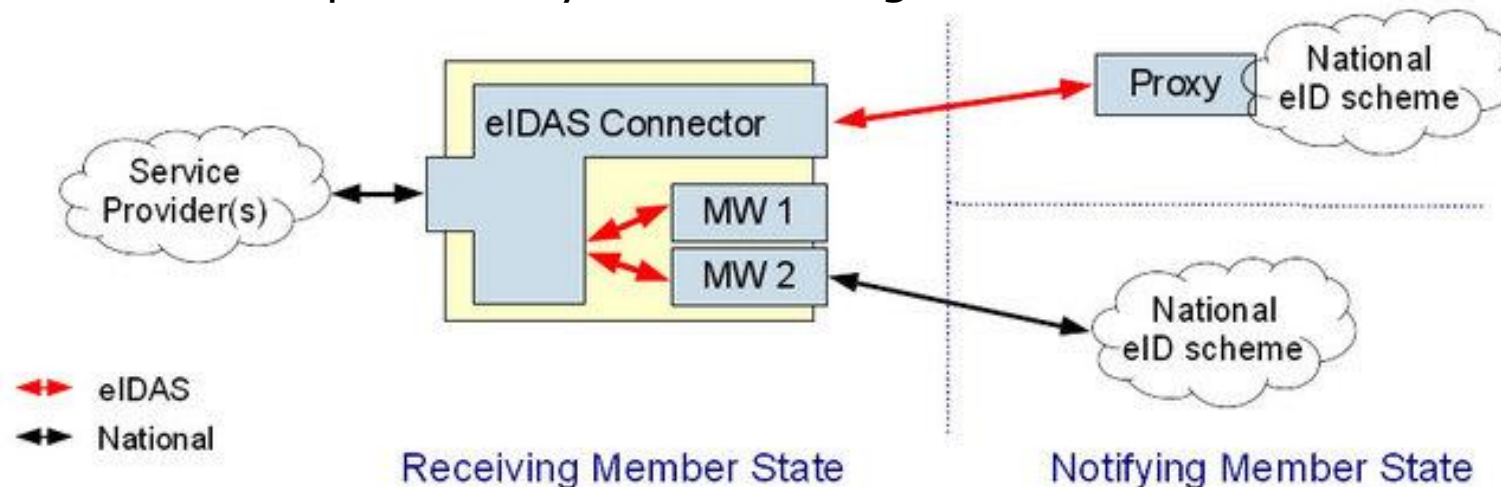 eIDAS Connector
Proxy
National
eID scheme
Service
Provider(s)
MW 1
MW 2
National
eID scheme
eIDAS
National
Receiving Member State
Notifying Member State